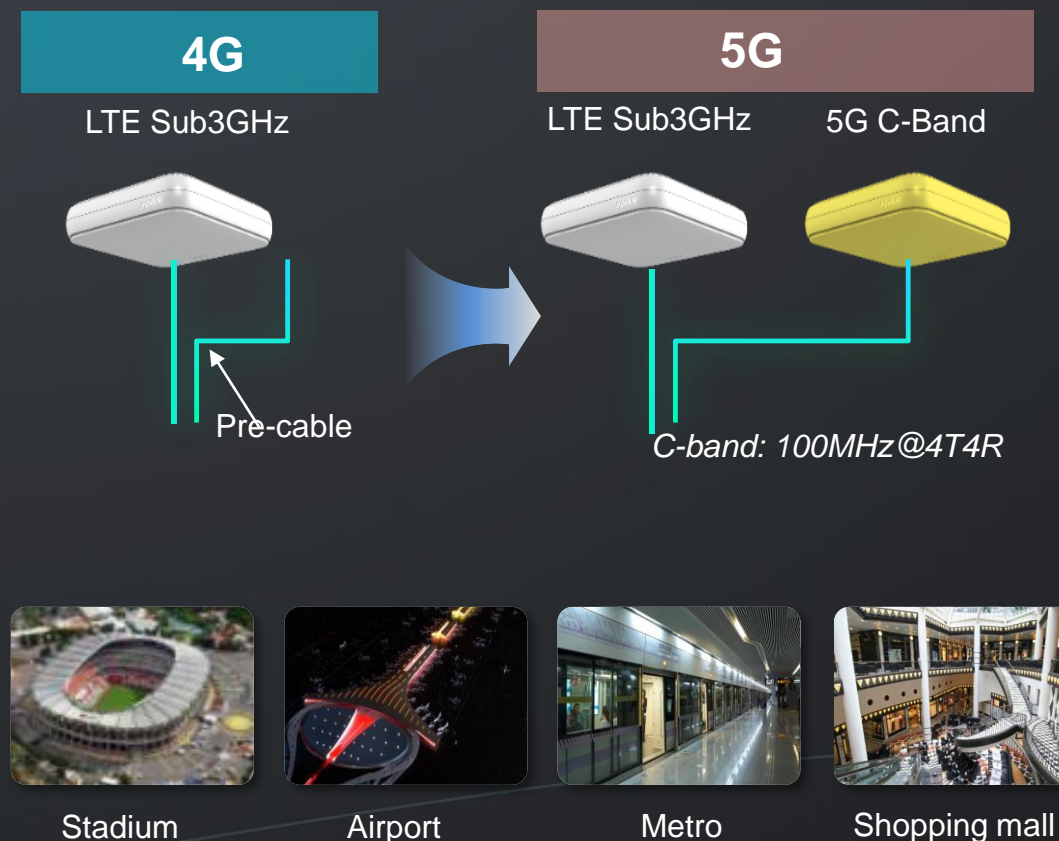 4G
5G
LTE Sub3GHz
LTE Sub3GHz
5G C-Band
Pre-cable
C-band: 100MHz@4T4R
Stadium
Airport
Metro
Shopping mall